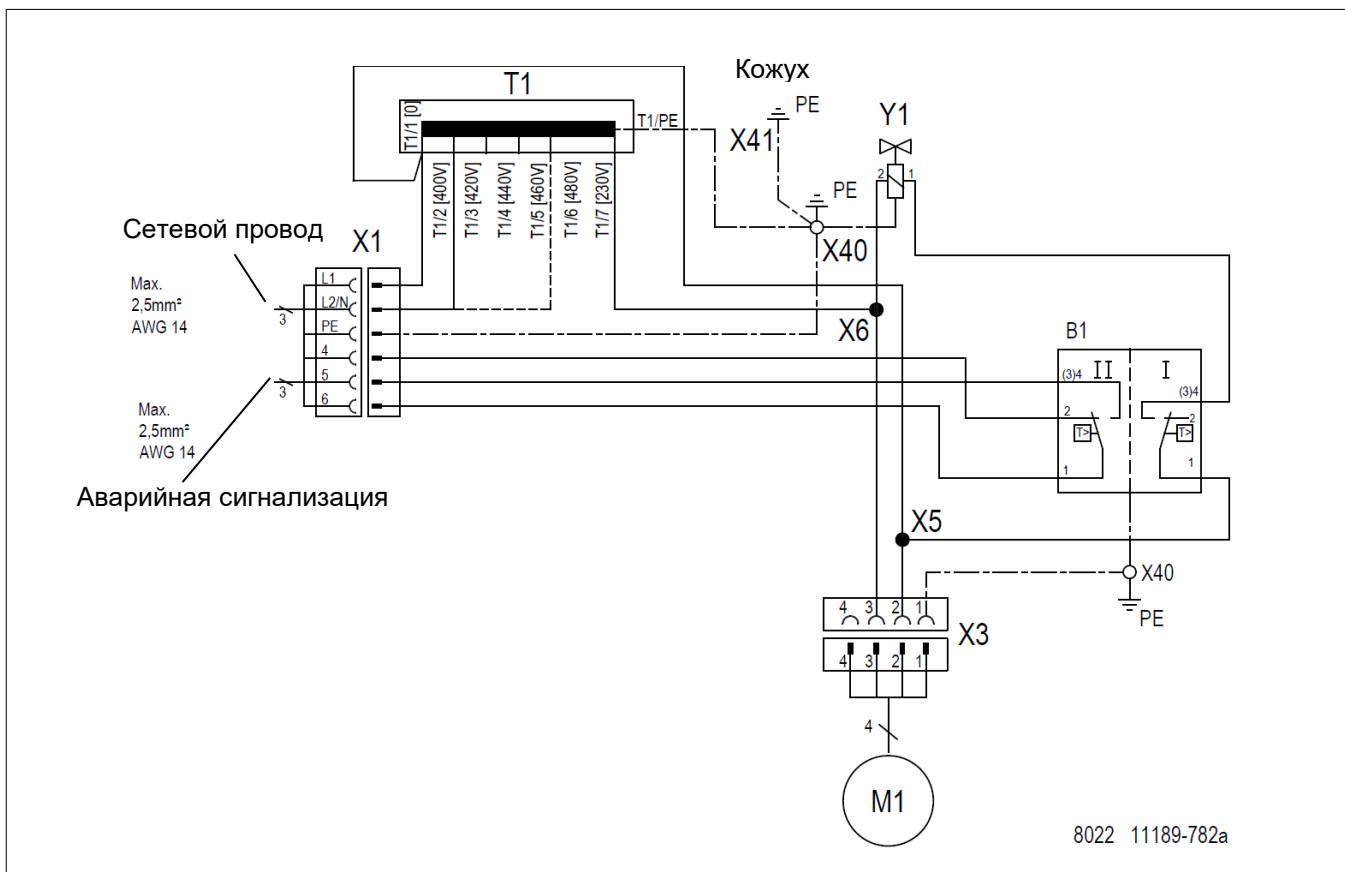 Кожух
T1
PE
Y1
T1/1 [0]
T1/PE
X41
T1/2 [400V]
T1/3 [420V]
T1/4 [440V]
T1/5 [460V]
T1/6 [480V]
T1/7 [230V]
2
1
PE
Сетевой провод
X1
X40
Max.
2,5mm²
AWG 14
L1
3
L2/N
PE
4
3
5
6
X6
B1
(3)4
II
I
(3)4
2
2
T>
T>
1
1
Max.
2,5mm²
AWG 14
Аварийная сигнализация
X5
X40
PE
4
3
2
1
X3
4
3
2
1
4
M1
8022 11189-782a